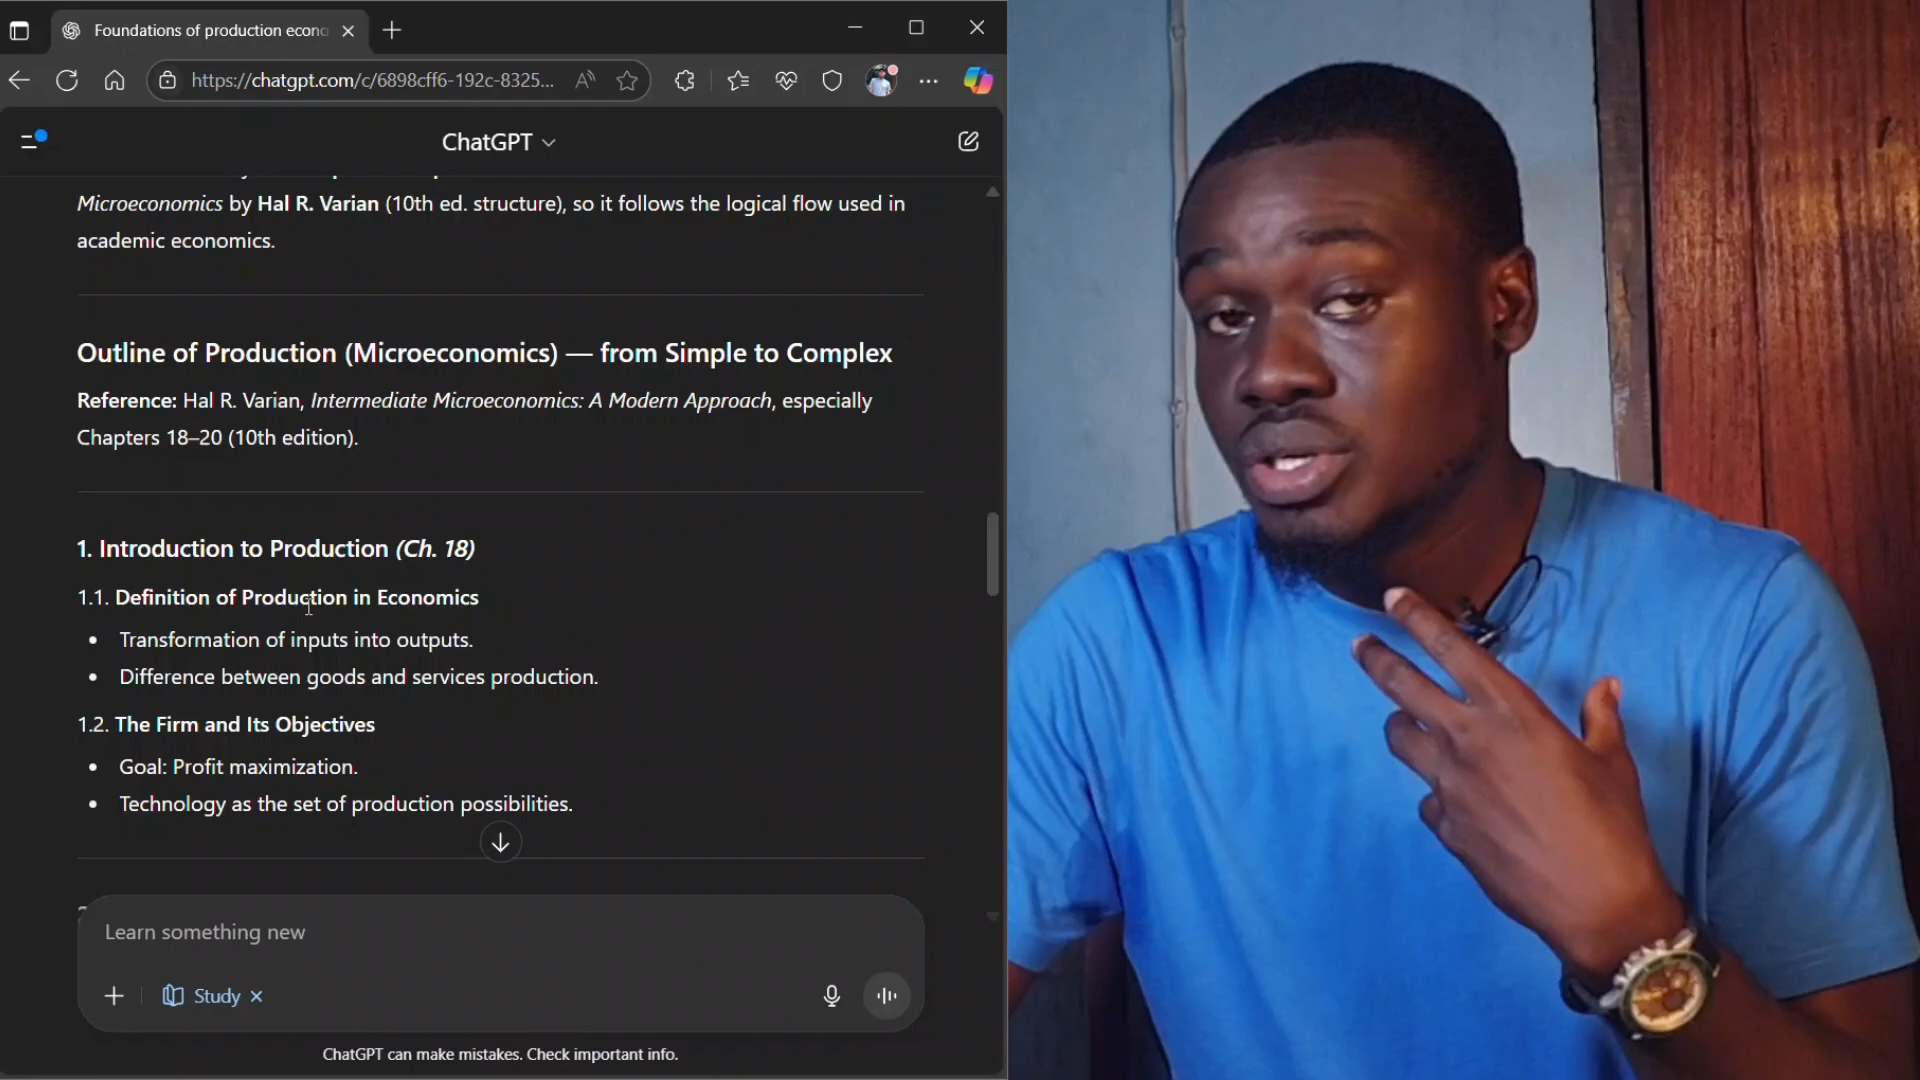 Foundations of production econo
https://chatgpt.com/c/6898cff6-192c-8325...
ChatGPT
Microeconomics by Hal R. Varian (10th ed. structure), so it follows the logical flow used in
academic economics.
Outline of Production (Microeconomics) — from Simple to Complex
Reference: Hal R. Varian, Intermediate Microeconomics: A Modern Approach, especially
Chapters 18–20 (10th edition).
1. Introduction to Production (Ch. 18)
1.1. Definition of Production in Economics
• Transformation of inputs into outputs.
• Difference between goods and services production.
1.2. The Firm and Its Objectives
• Goal: Profit maximization.
• Technology as the set of production possibilities.
Learn something new
Study
ChatGPT can make mistakes. Check important info.